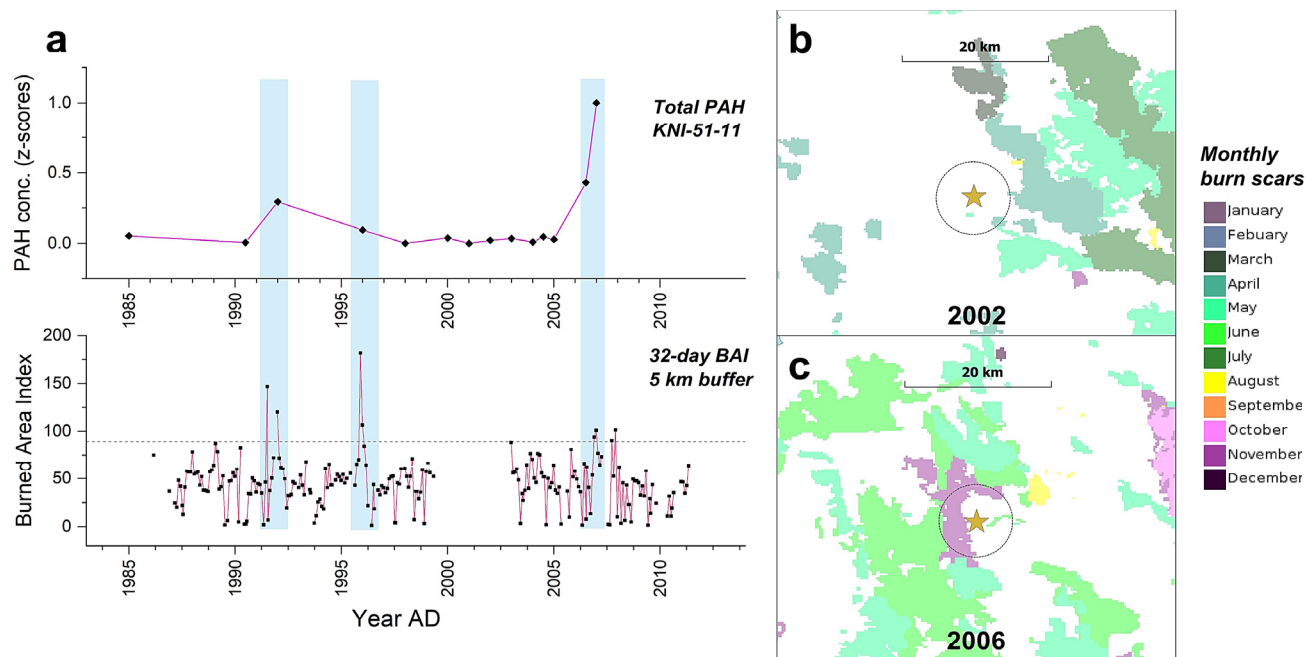 a
PAH conc. (z-scores)
1.0
0.5
0.0
Total PAH
KNI-51-11
1985
1990
1995
2000
2005
2010
Burned Area Index
200
150
100
50
0
32-day BAI
5 km buffer
1985
1990
1995
2000
2005
2010
Year AD
b
20 km
2002
c
20 km
2006
Monthly
burn scars
January
Febuary
March
April
May
June
July
August
Septembe
October
November
December